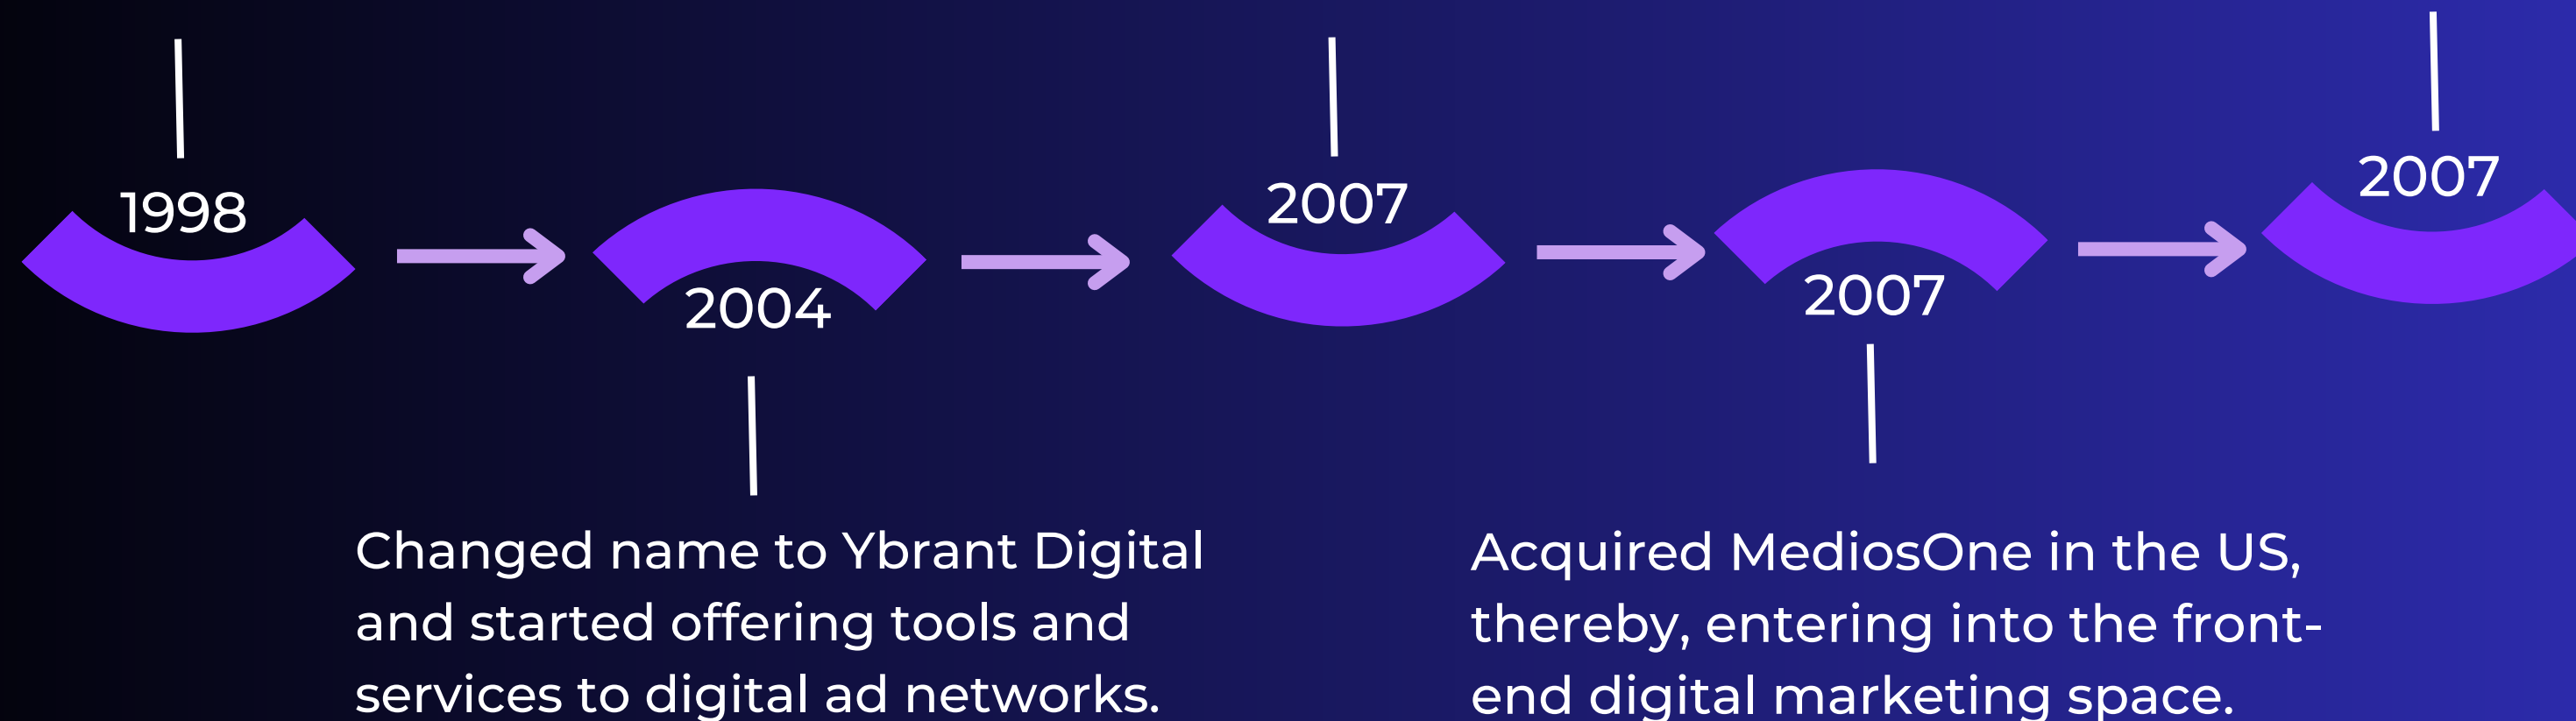 1998
2004
2007
2007
2007
Changed name to Ybrant Digital
and started offering tools and
services to digital ad networks.
Acquired MediosOne in the US,
thereby, entering into the front-
end digital marketing space.